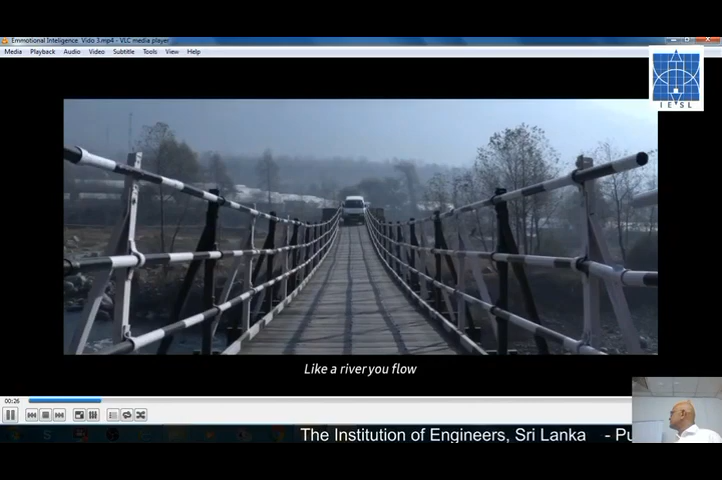 Emmotional Inteligence Vido 3.mp4 - VLC media player
Media Playback Audio Video Subtitle Tools View Help
IESL
Like a river you flow
00:26
The Institution of Engineers, Sri Lanka - Pu